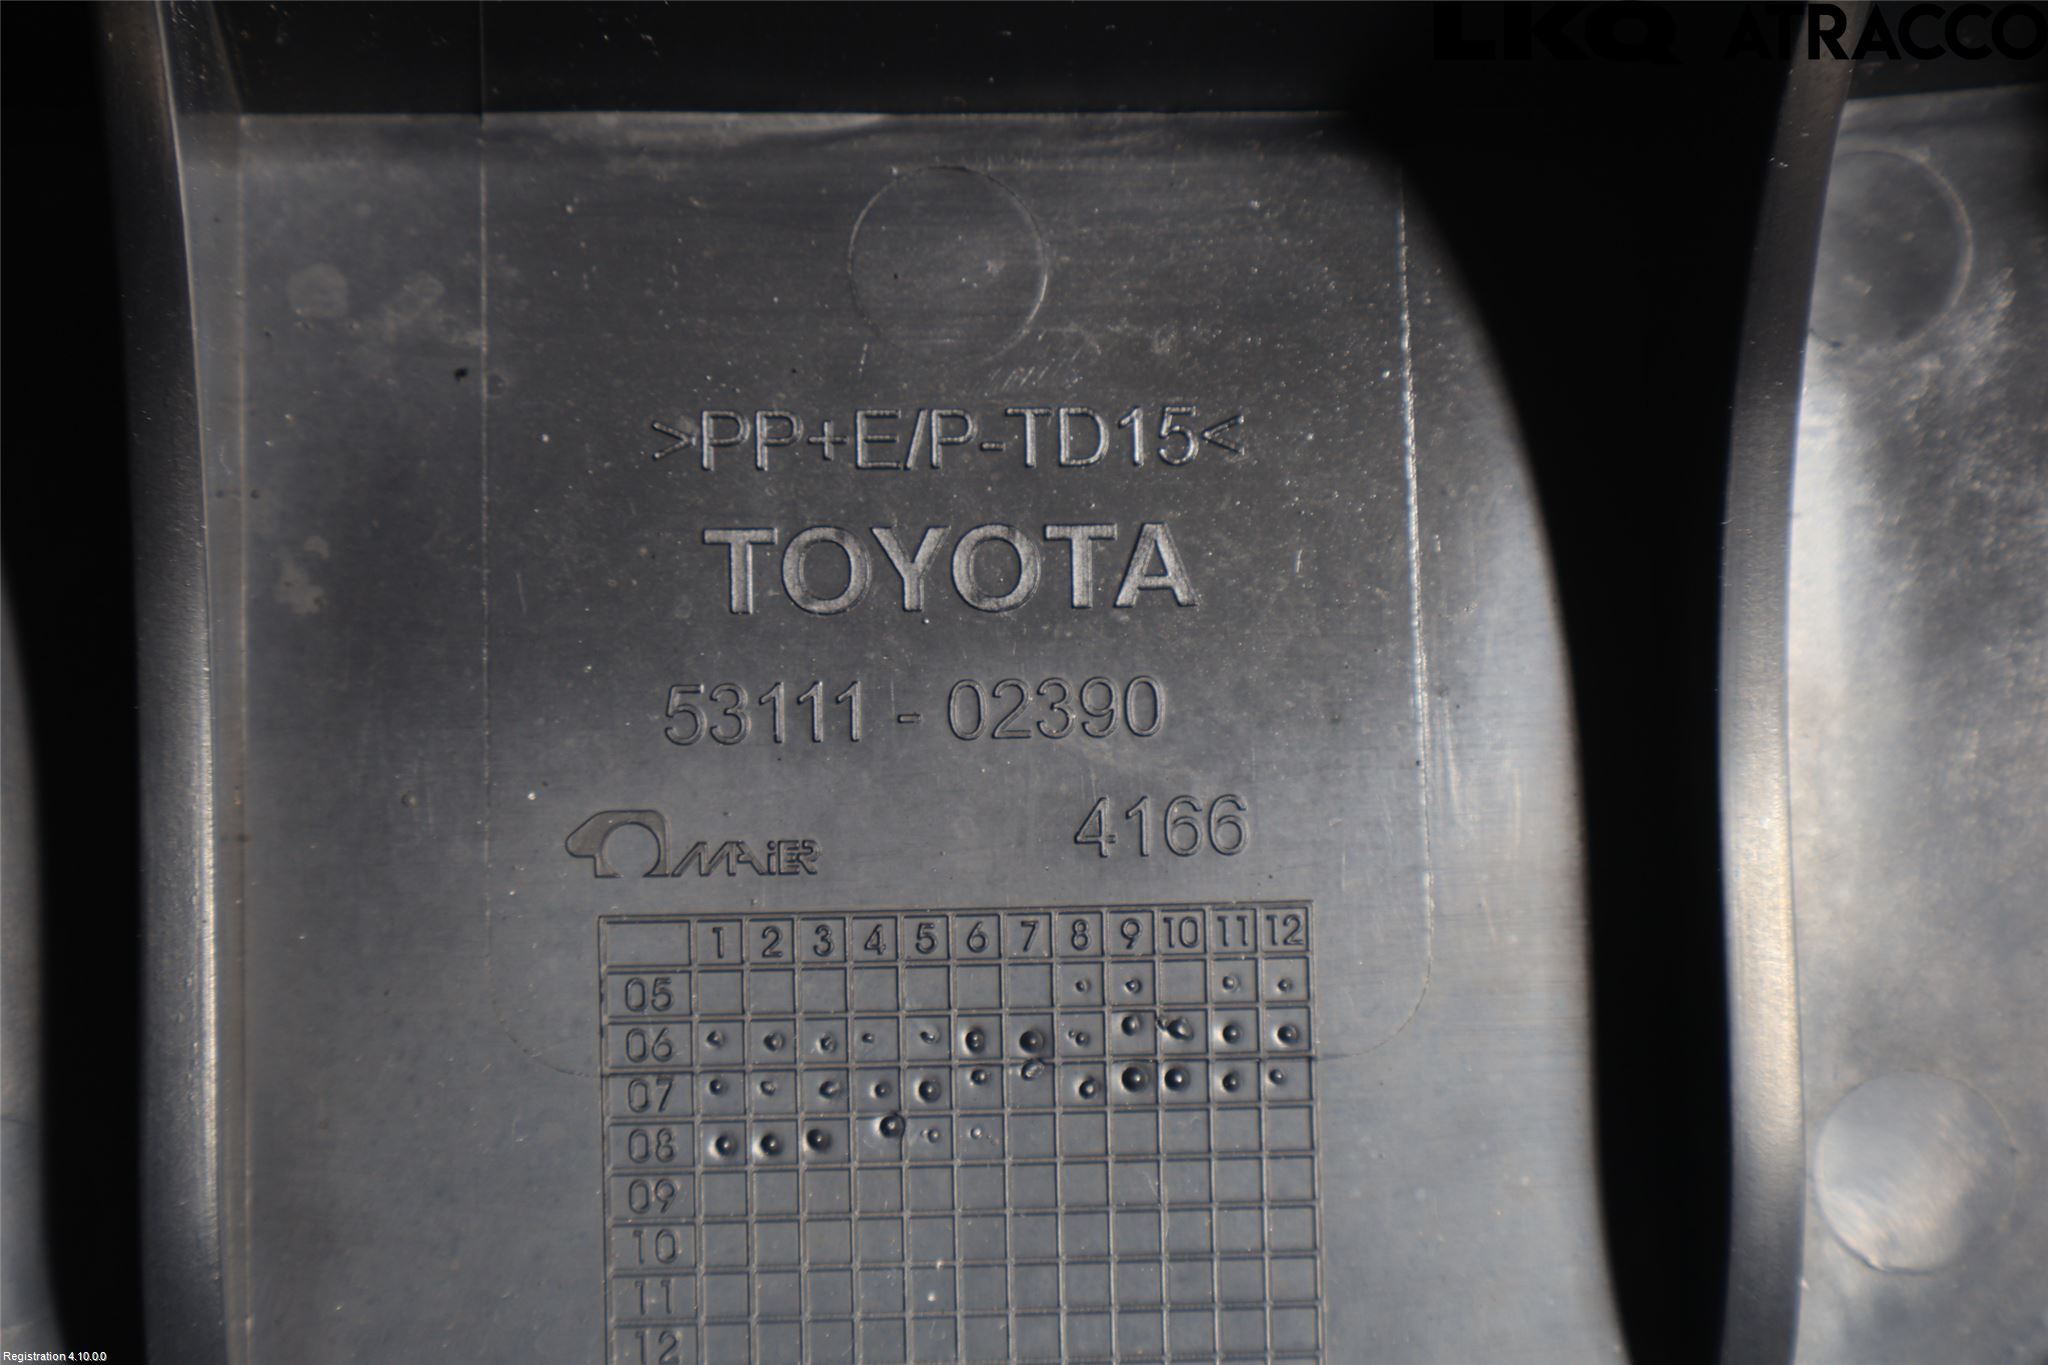 LKQ ATRACCO
>PP+E/P-TD15<
TOYOTA
53111 - 02390
MAIER 4166
1 2 3 4 5 6 7 8 9 10 11 12
05
06
07
08
09
10
11
12
Registration 4.10.0.0